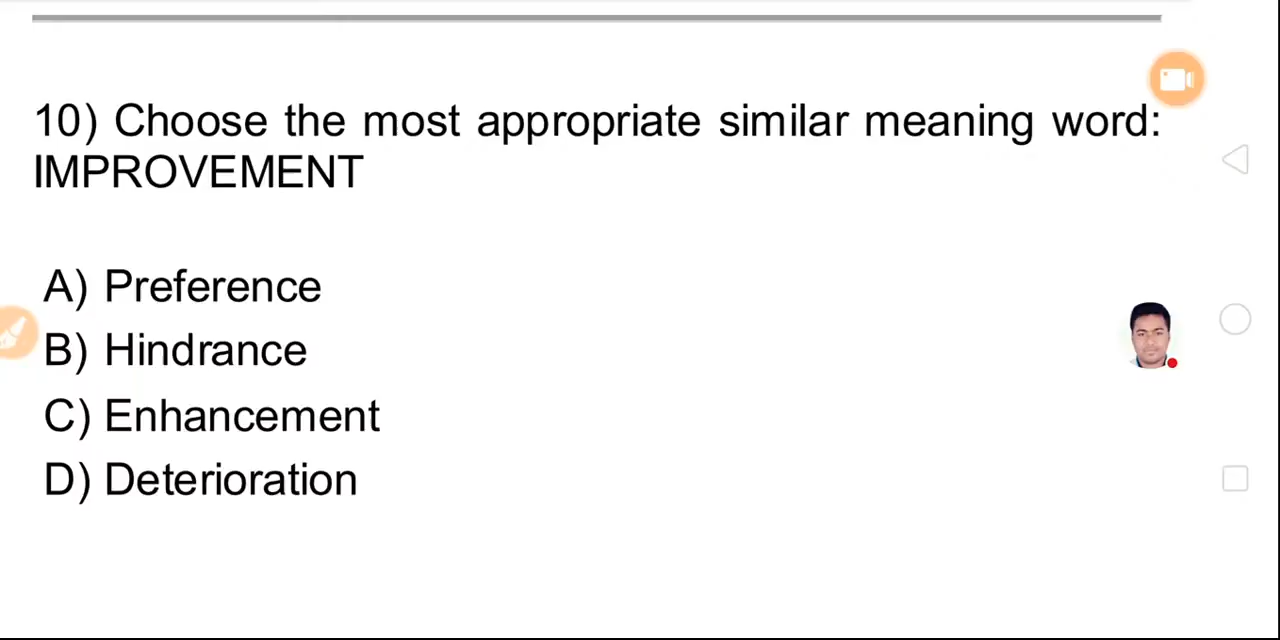 10) Choose the most appropriate similar meaning word:
IMPROVEMENT
A) Preference
B) Hindrance
C) Enhancement
D) Deterioration